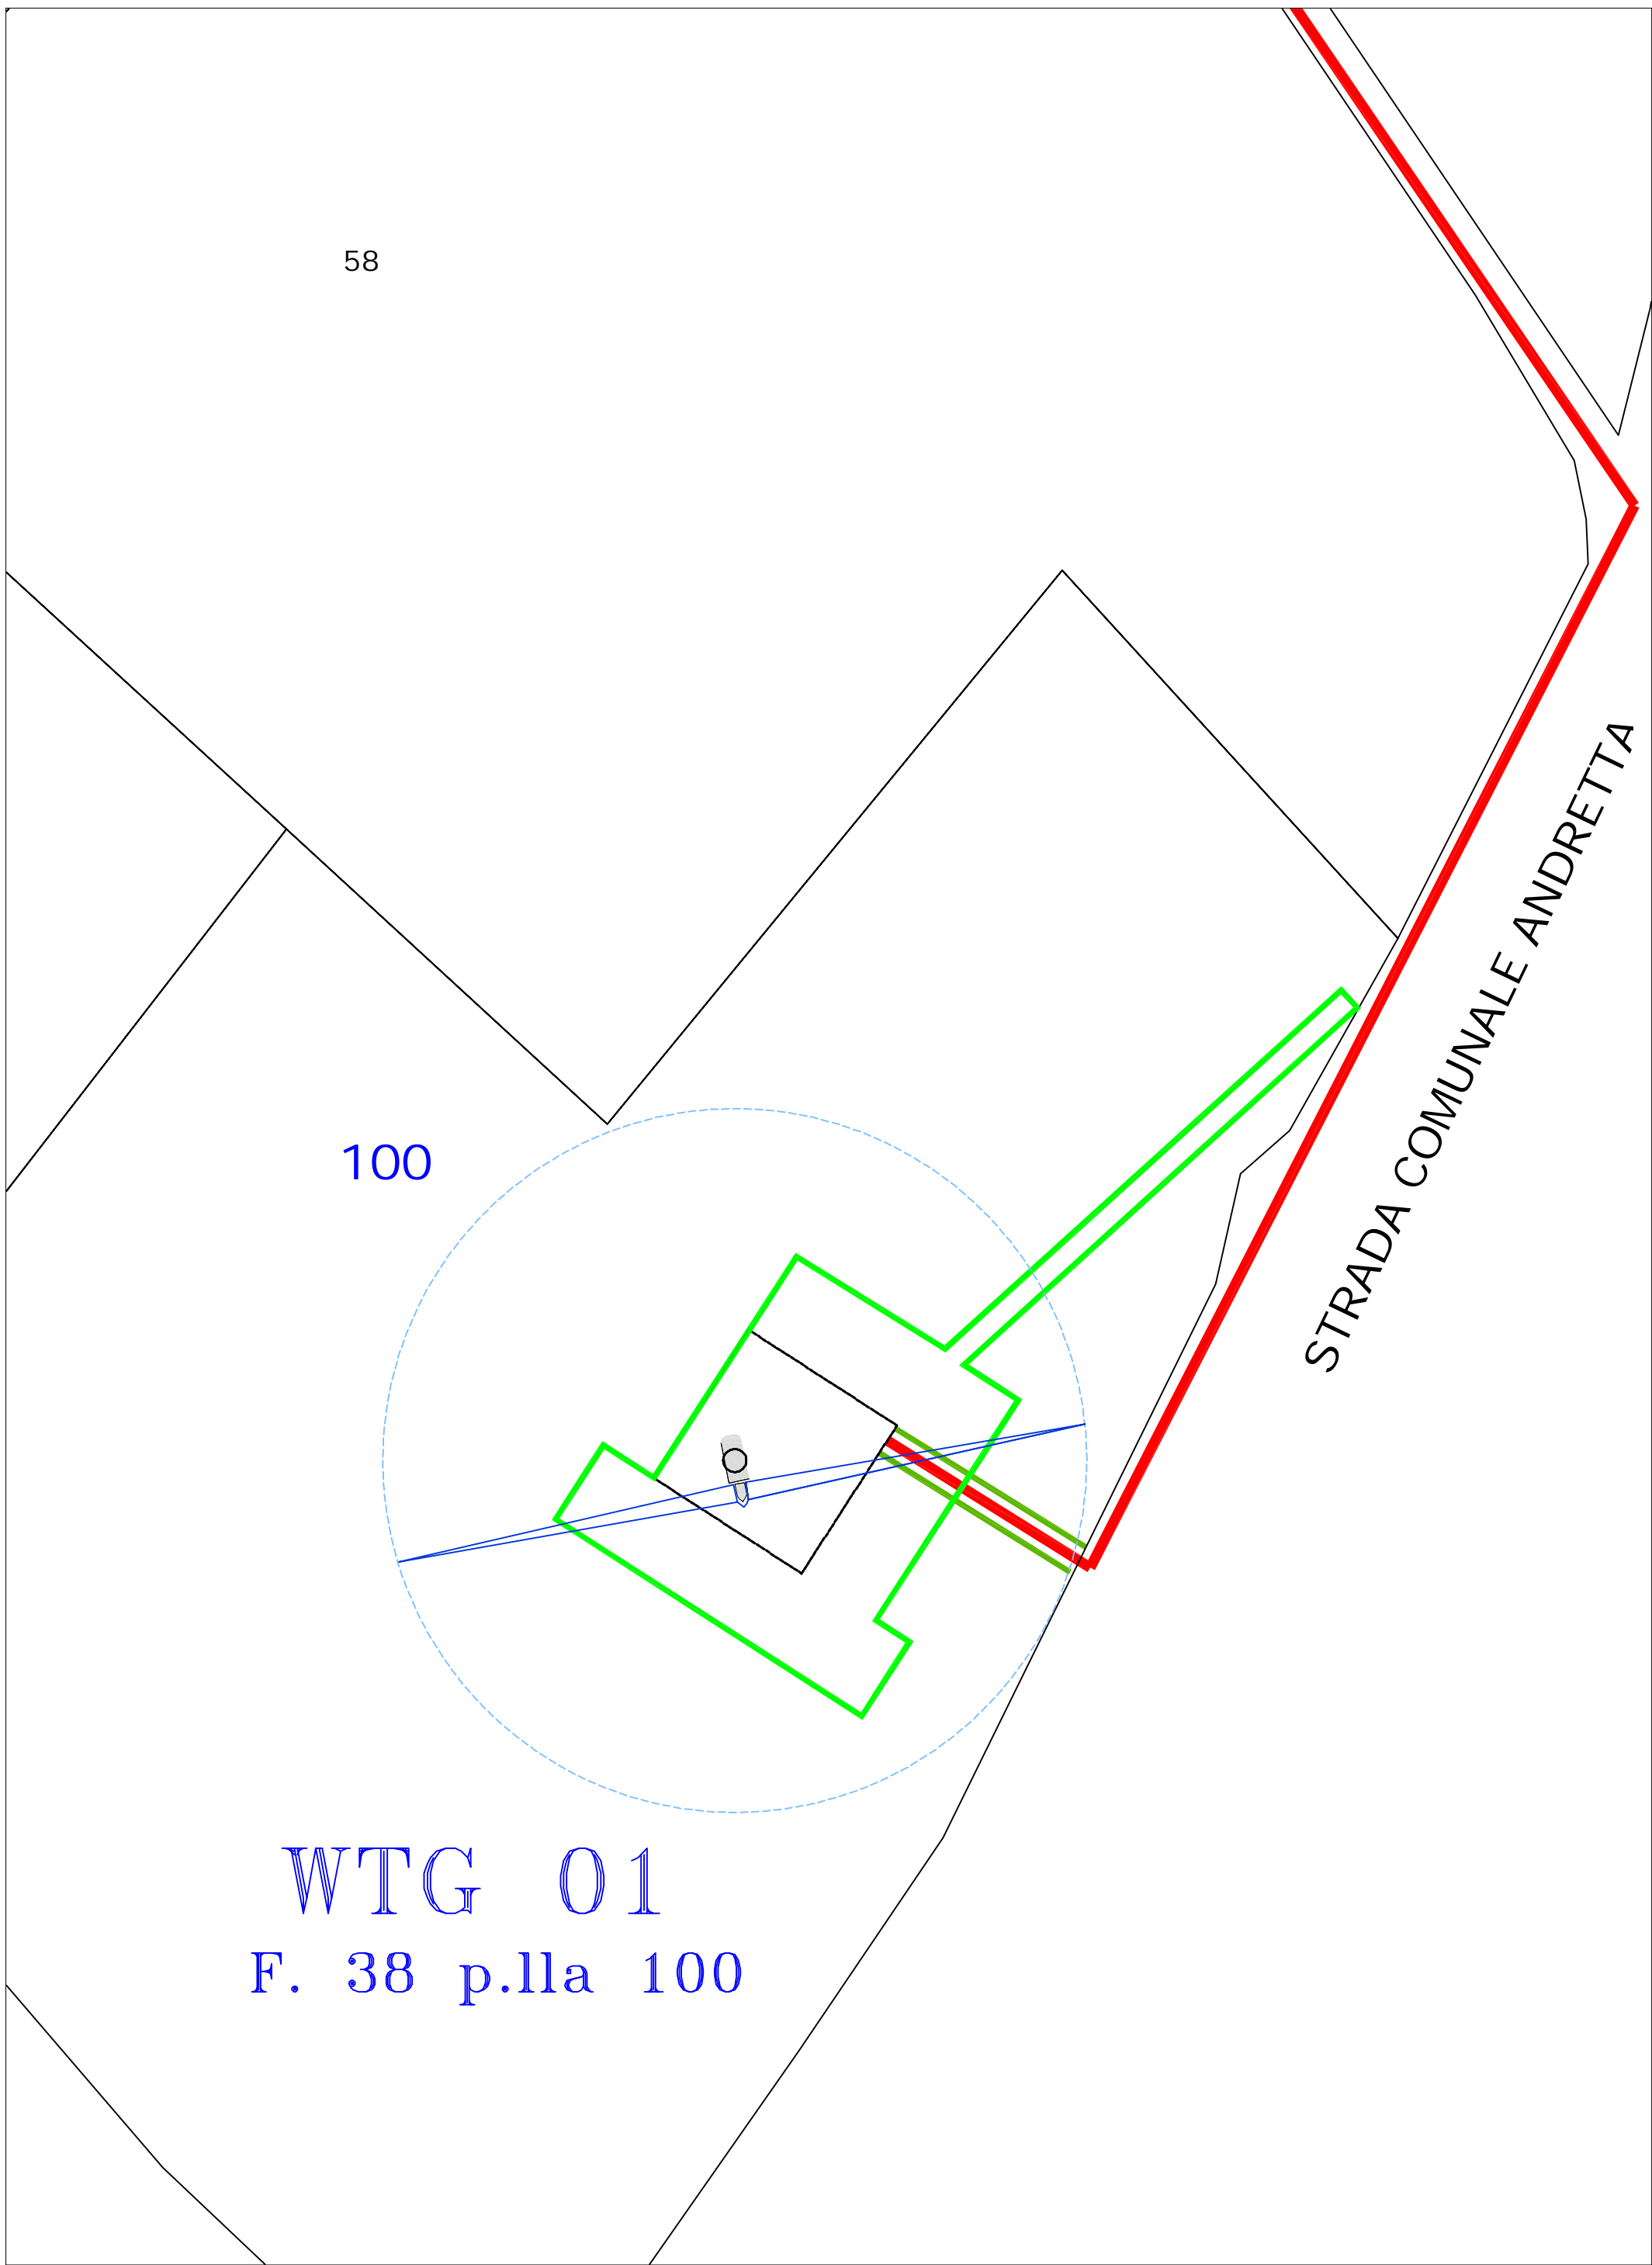 58
STRADA COMUNALE ANDRETTA
100
WTG 01
F. 38 p.lla 100